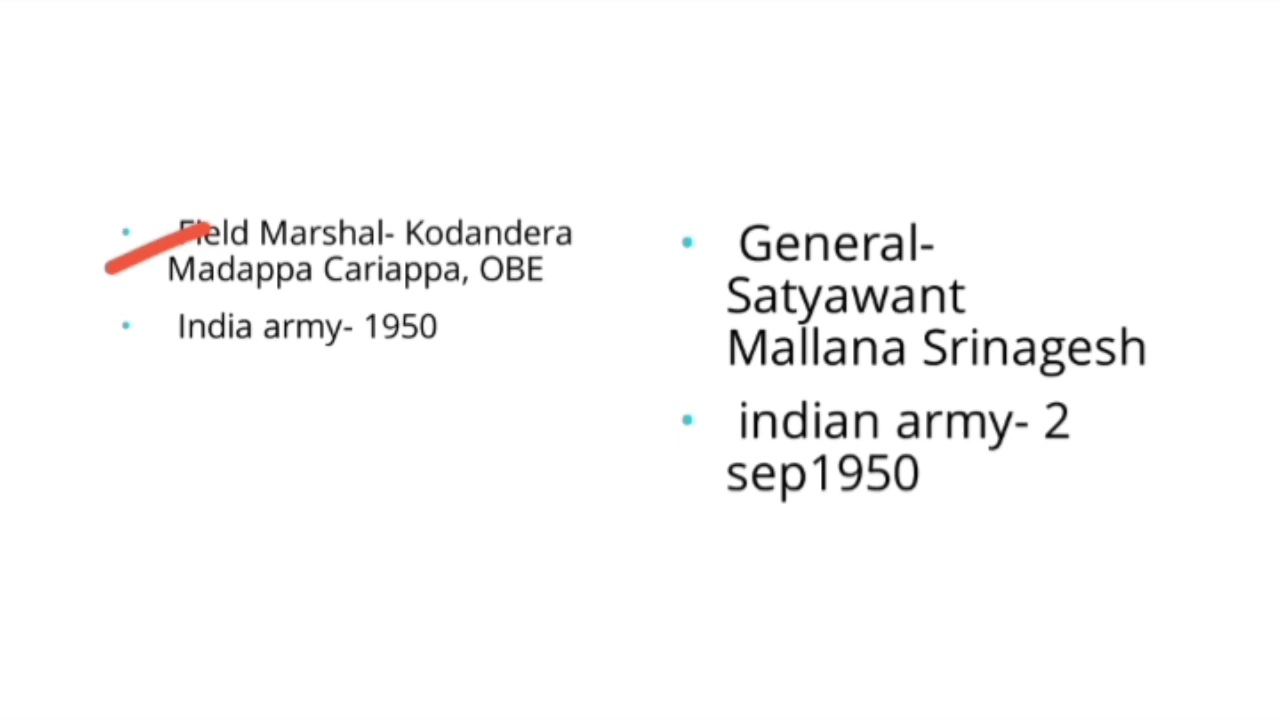 Field Marshal- Kodandera
Madappa Cariappa, OBE
India army- 1950
General-
Satyawant
Mallana Srinagesh
indian army- 2
sep1950